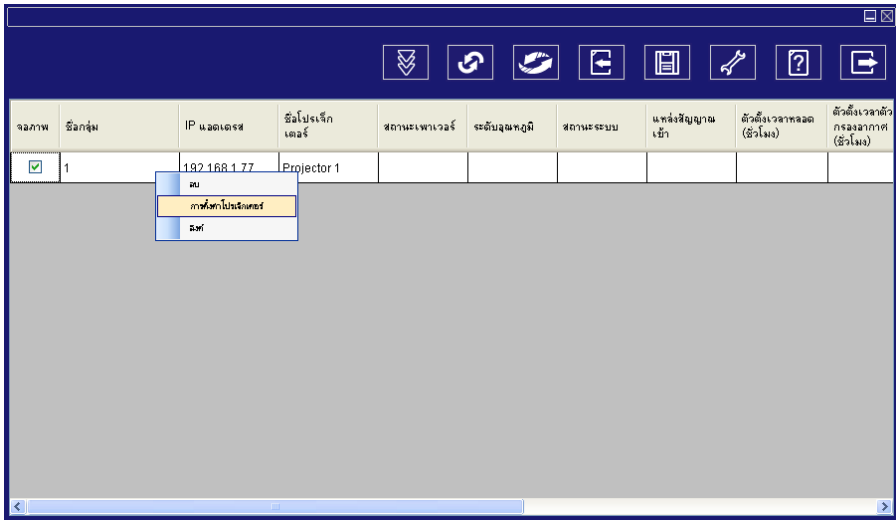 จอภาพ
ชื่อกลุ่ม
IP แอดเดรส
ชื่อโปรเจ็ก
เตอร์
สถานะเพาเวอร์
ระดับอุณหภูมิ
สถานะระบบ
แหล่งสัญญาณ
เข้า
ตัวตั้งเวลาหลอด
(ชั่วโมง)
ตัวตั้งเวลาตัว
กรองอากาศ
(ชั่วโมง)
1
192.168.1.77
Projector 1
ลบ
การตั้งค่าโปรเจ็กเตอร์
ลิงก์